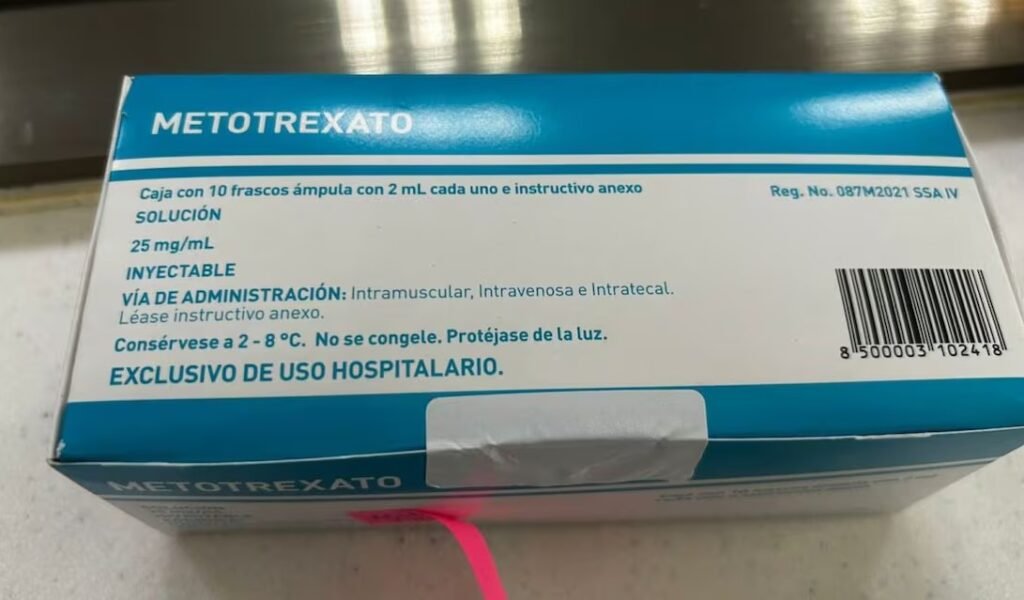 METOTREXATO
Caja con 10 frascos ámpula con 2 mL cada uno e instructivo anexo
Reg. No. 087M2021 SSA IV
SOLUCIÓN
25 mg/mL
INYECTABLE
VÍA DE ADMINISTRACIÓN: Intramuscular, Intravenosa e Intratecal.
Léase instructivo anexo.
Consérvese a 2 - 8 °C. No se congele. Protéjase de la luz.
EXCLUSIVO DE USO HOSPITALARIO.
8 500003 102418
METOTREXATO